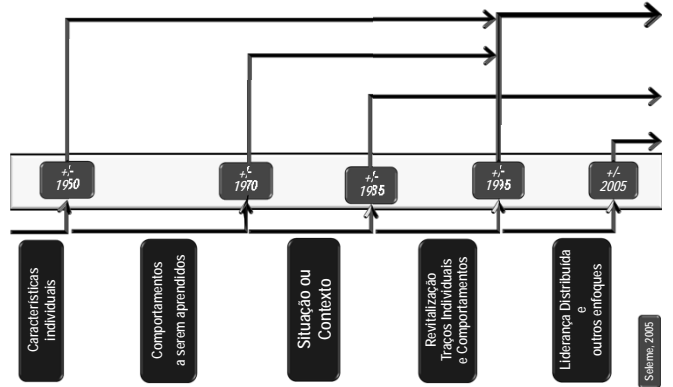 +/-
1950
+/-
1970
+/-
1985
+/-
1995
+/-
2005
Características
individuais
Comportamentos
a serem aprendidos
Situação ou
Contexto
Revitalização
Traços Individuais
e Comportamentos
Liderança Distribuída
e
outros enfoques
Seleme, 2005